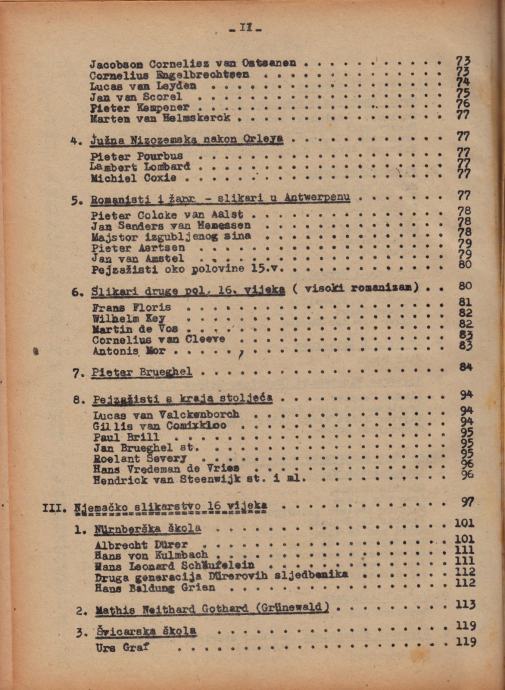 - II -
Jacobson Cornelisz van Ootsanen . . . . . . . . . . . 73
Cornelius Engelbrechtsen . . . . . . . . . . . . . 73
Lucas van Leyden . . . . . . . . . . . . . . . . 74
Jan van Scorel . . . . . . . . . . . . . . . . . 75
Pieter Kempener . . . . . . . . . . . . . . . . 76
Marten van Helmskerck . . . . . . . . . . . . . . 77
4. Južna Nizozemska nakon Orleya . . . . . . . . . . . 77
Pieter Pourbus . . . . . . . . . . . . . . . . . 77
Lambert Lombard . . . . . . . . . . . . . . . . 77
Michiel Coxie . . . . . . . . . . . . . . . . . 77
5. Romanisti i žanr - slikari u Antwerpenu . . . . . . . 77
Pieter Colcke van Aalst . . . . . . . . . . . . . . 78
Jan Sanders van Hemessen . . . . . . . . . . . . . 78
Majstor izgubljenog sina . . . . . . . . . . . . . 78
Pieter Aertsen . . . . . . . . . . . . . . . . . 79
Jan van Amstel . . . . . . . . . . . . . . . . . 79
Pejzažisti oko polovine 15.v. . . . . . . . . . . . . 80
6. Slikari druge pol. 16. vijeka ( visoki romanizam) . . 80
Frans Floris . . . . . . . . . . . . . . . . . . 81
Wilhelm Key . . . . . . . . . . . . . . . . . . 82
Martin de Vos . . . . . . . . . . . . . . . . . 82
Cornelius van Cleeve . . . . . . . . . . . . . . . 83
Antonis Mor . . . . . . . . . . . . . . . . . . 83
7. Pieter Brueghel . . . . . . . . . . . . . . . . . 84
8. Pejzažisti s kraja stoljeća . . . . . . . . . . . . 94
Lucas van Valckenborch . . . . . . . . . . . . . . 94
Gillis van Comixkloo . . . . . . . . . . . . . . . 94
Paul Brill . . . . . . . . . . . . . . . . . . . 95
Jan Brueghel st. . . . . . . . . . . . . . . . . 95
Roelant Severy . . . . . . . . . . . . . . . . . 95
Hans Vredeman de Vries . . . . . . . . . . . . . . 96
Hendrick van Steenwijk st. i ml. . . . . . . . . . . 96
III. Njemačko slikarstvo 16 vijeka . . . . . . . . . . . 97
1. Nürnberška škola . . . . . . . . . . . . . . . . 101
Albrecht Dürer . . . . . . . . . . . . . . . . . 101
Hans von Kulmbach . . . . . . . . . . . . . . . . 111
Hans Leonard Schäufelein . . . . . . . . . . . . . 111
Druga generacija Dürerovih sljedbenika . . . . . . . 112
Hans Baldung Grien . . . . . . . . . . . . . . . 112
2. Mathis Neithard Gothard (Grünewald) . . . . . . . . 113
3. Švicarska škola . . . . . . . . . . . . . . . . . 119
Urs Graf . . . . . . . . . . . . . . . . . . . 119